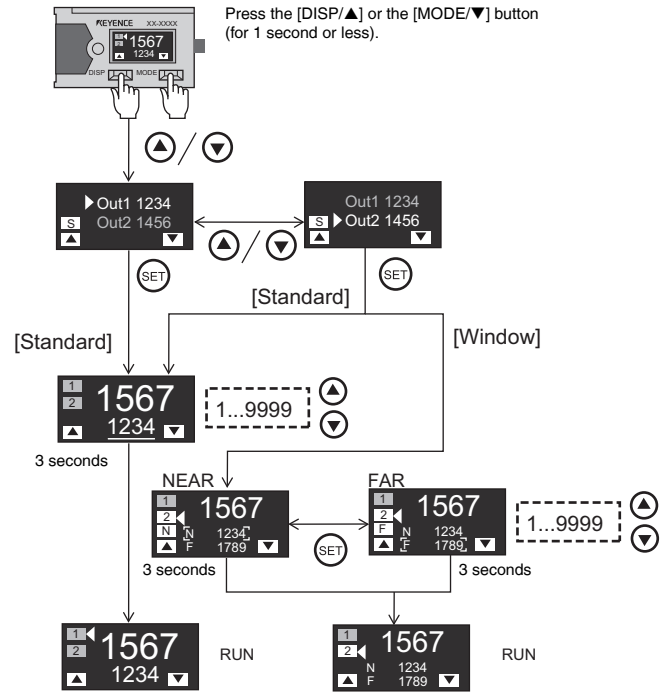 Press the [DISP/▲] or the [MODE/▼] button
(for 1 second or less).
KEYENCE XX-XXXX
1 1567
2
▲ 1234 ▼
DISP MODE
▲ / ▼
Out1 1234
S Out2 1456
▲ ▼
Out1 1234
S Out2 1456
▲ ▼
▲ / ▼
SET
SET
[Standard]
[Window]
[Standard]
1 1567
2
▲ 1234 ▼
1...9999
▲
▼
3 seconds
NEAR
1 1567
2
N N 1234
▲ F 1789 ▼
SET
FAR
1 1567
2
F N 1234
▲ F 1789 ▼
1...9999
▲
▼
3 seconds
3 seconds
1 1567
2
▲ 1234 ▼
RUN
1 1567
2
N 1234
▲ F 1789 ▼
RUN